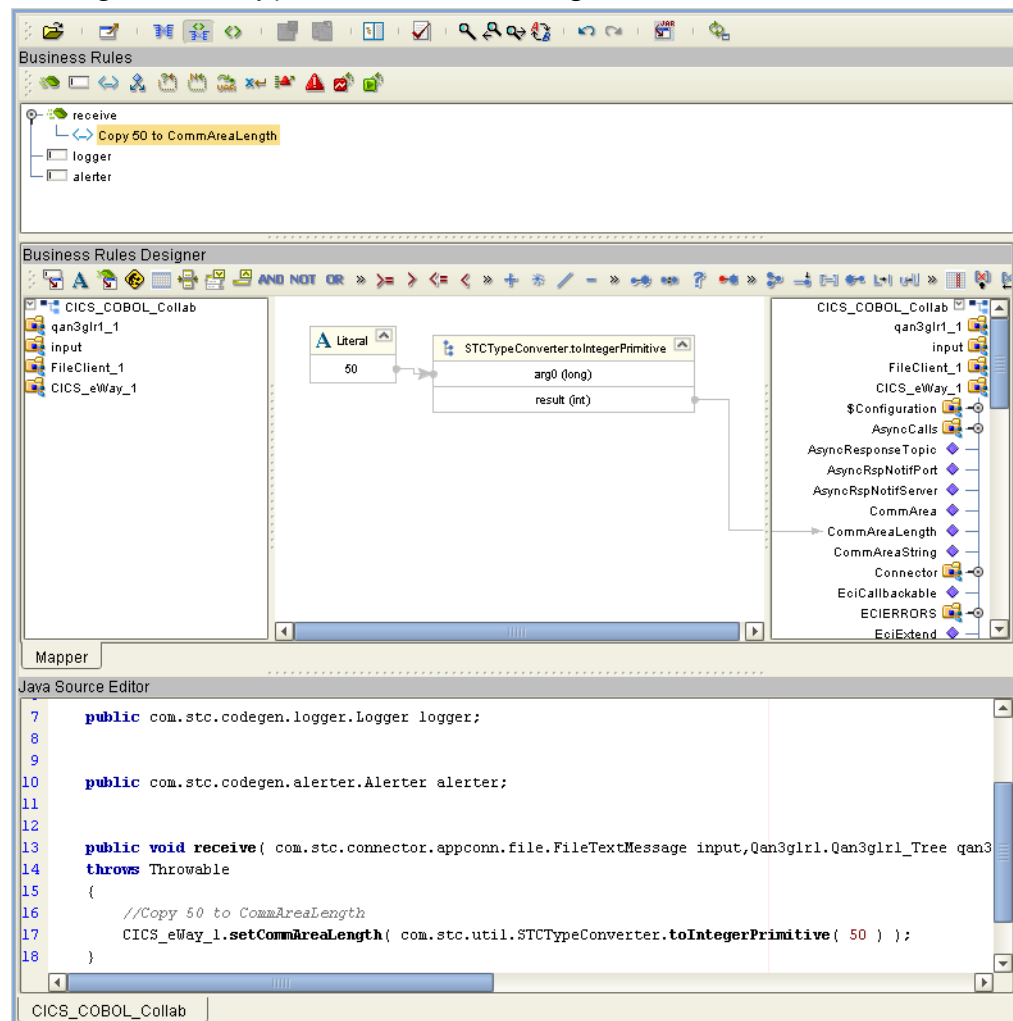 JAR
Business Rules
receive
Copy 50 to CommAreaLength
logger
alerter
Business Rules Designer
A AND NOT OR » >= > <= < » + * / - » ? » »
CICS_COBOL_Collab
qan3glr1_1
input
FileClient_1
CICS_eWay_1
A Literal
50
STCTypeConverter.toIntegerPrimitive
arg0 (long)
result (int)
CICS_COBOL_Collab
qan3glr1_1
input
FileClient_1
CICS_eWay_1
$Configuration
AsyncCalls
AsyncResponseTopic
AsyncRspNotifPort
AsyncRspNotifServer
CommArea
CommAreaLength
CommAreaString
Connector
EciCallbackable
ECIERRORS
EciExtend
Mapper
Java Source Editor
7 public com.stc.codegen.logger.Logger logger;
8
9
10 public com.stc.codegen.alerter.Alerter alerter;
11
12
13 public void receive( com.stc.connector.appconn.file.FileTextMessage input,Qan3glr1.Qan3glr1_Tree qan3
14 throws Throwable
15 {
16 //Copy 50 to CommAreaLength
17 CICS_eWay_1.setCommAreaLength( com.stc.util.STCTypeConverter.toIntegerPrimitive( 50 ) );
18 }
CICS_COBOL_Collab